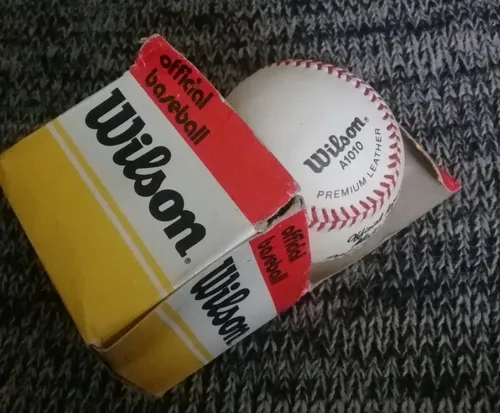 official
baseball
Wilson®
official
baseball
Wilson
Wilson®
A1010
PREMIUM LEATHER